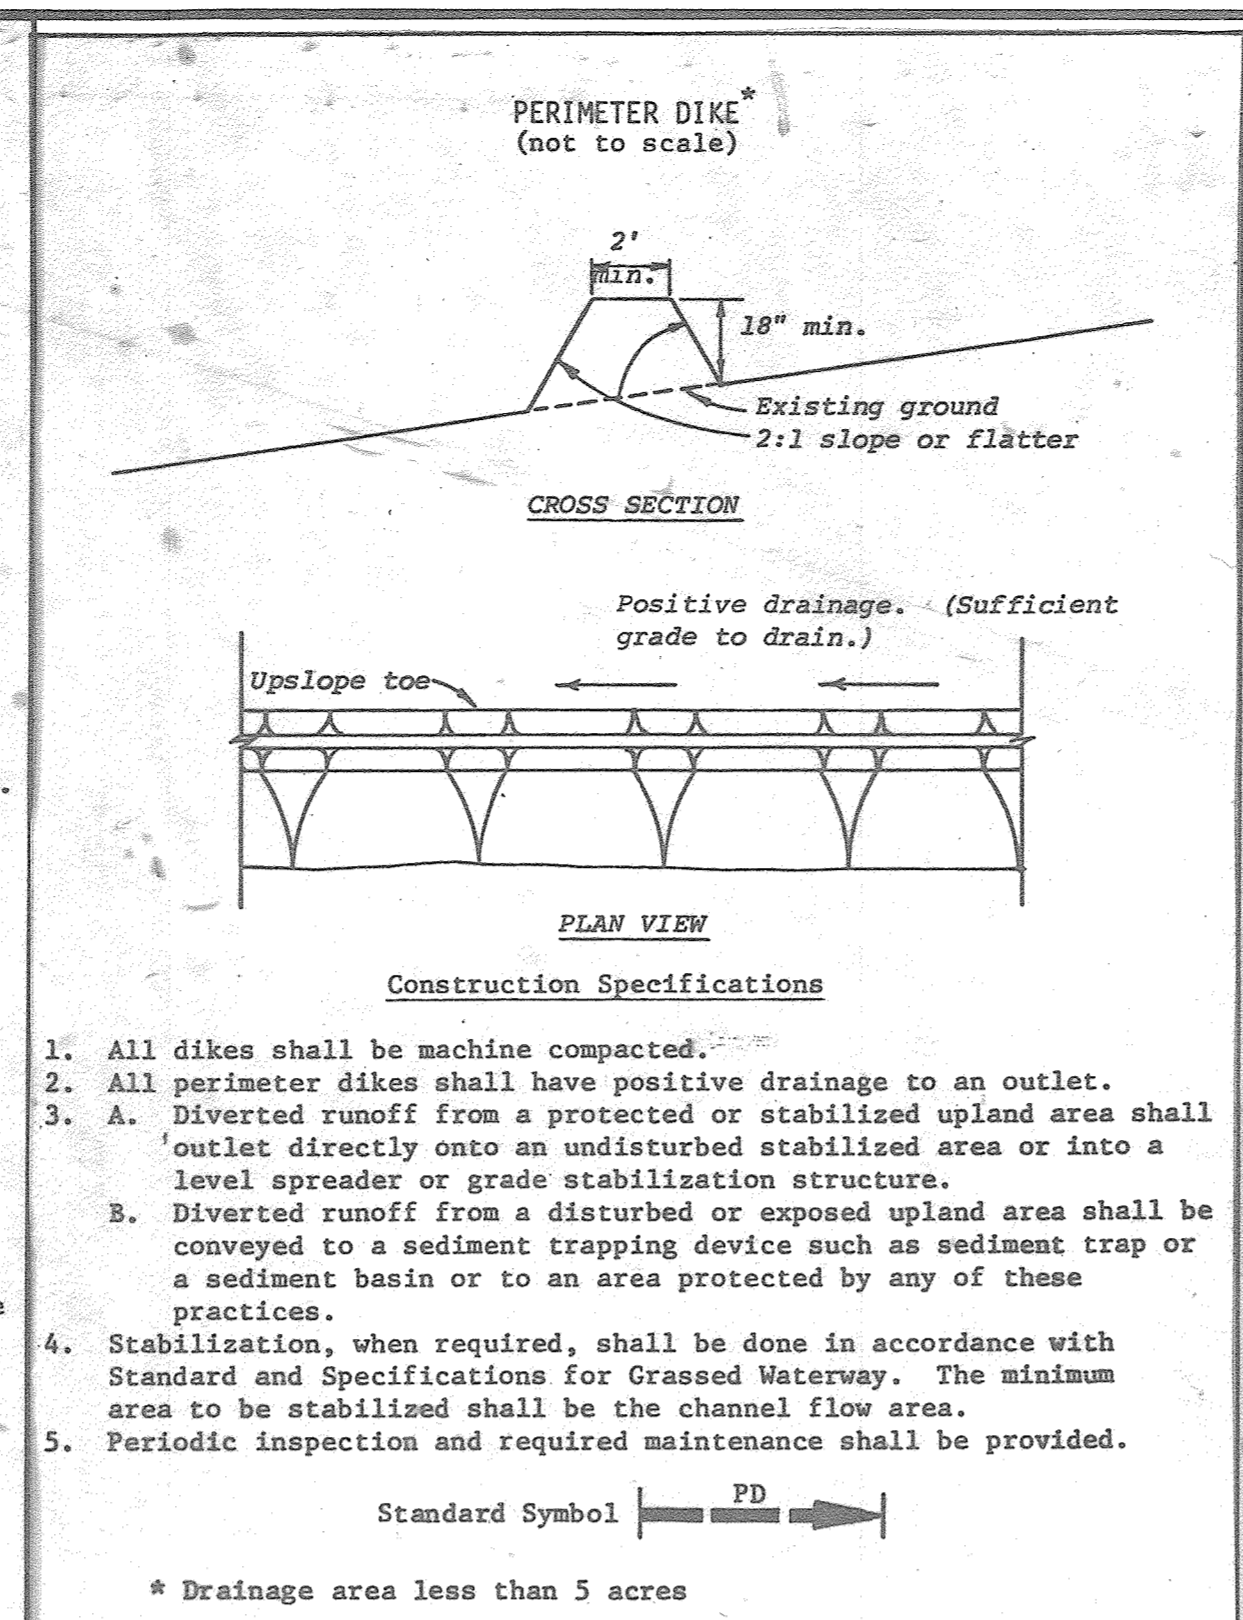 PERIMETER DIKE*
(not to scale)
2'
min.
18" min.
Existing ground
2:1 slope or flatter
CROSS SECTION
Positive drainage. (Sufficient
grade to drain.)
Upslope toe
PLAN VIEW
Construction Specifications
1. All dikes shall be machine compacted.
2. All perimeter dikes shall have positive drainage to an outlet.
3. A. Diverted runoff from a protected or stabilized upland area shall
outlet directly onto an undisturbed stabilized area or into a
level spreader or grade stabilization structure.
B. Diverted runoff from a disturbed or exposed upland area shall be
conveyed to a sediment trapping device such as sediment trap or
a sediment basin or to an area protected by any of these
practices.
4. Stabilization, when required, shall be done in accordance with
Standard and Specifications for Grassed Waterway. The minimum
area to be stabilized shall be the channel flow area.
5. Periodic inspection and required maintenance shall be provided.
PD
Standard Symbol
* Drainage area less than 5 acres